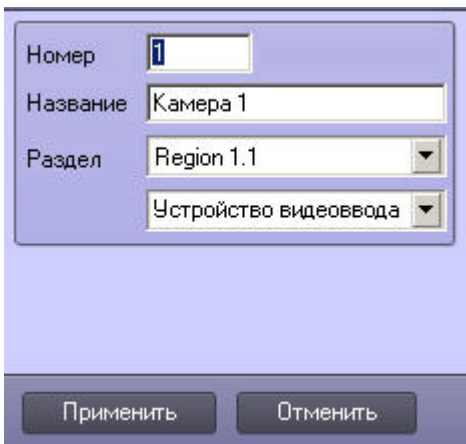 Номер 1
Название Камера 1
Раздел Region 1.1
Устройство видеоввода
Применить Отменить